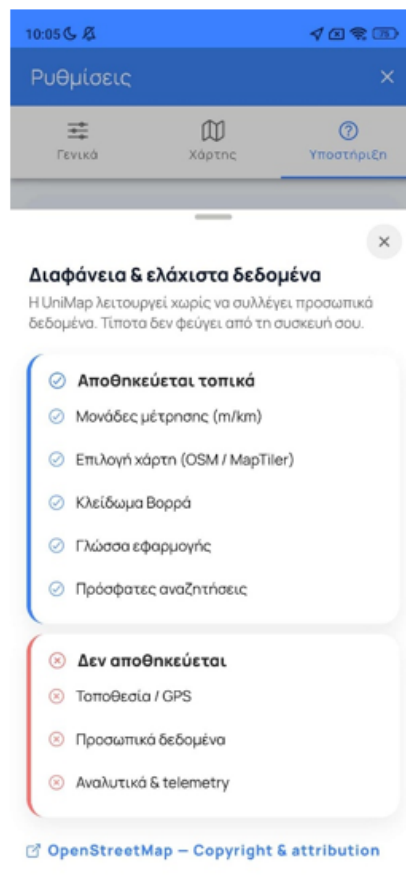 10:05
75
Ρυθμίσεις
Γενικά
Χάρτης
Υποστήριξη
Διαφάνεια & ελάχιστα δεδομένα
Η UniMap λειτουργεί χωρίς να συλλέγει προσωπικά
δεδομένα. Τίποτα δεν φεύγει από τη συσκευή σου.
Αποθηκεύεται τοπικά
Μονάδες μέτρησης (m/km)
Επιλογή χάρτη (OSM / MapTiler)
Κλείδωμα Βορρά
Γλώσσα εφαρμογής
Πρόσφατες αναζητήσεις
Δεν αποθηκεύεται
Τοποθεσία / GPS
Προσωπικά δεδομένα
Αναλυτικά & telemetry
OpenStreetMap – Copyright & attribution